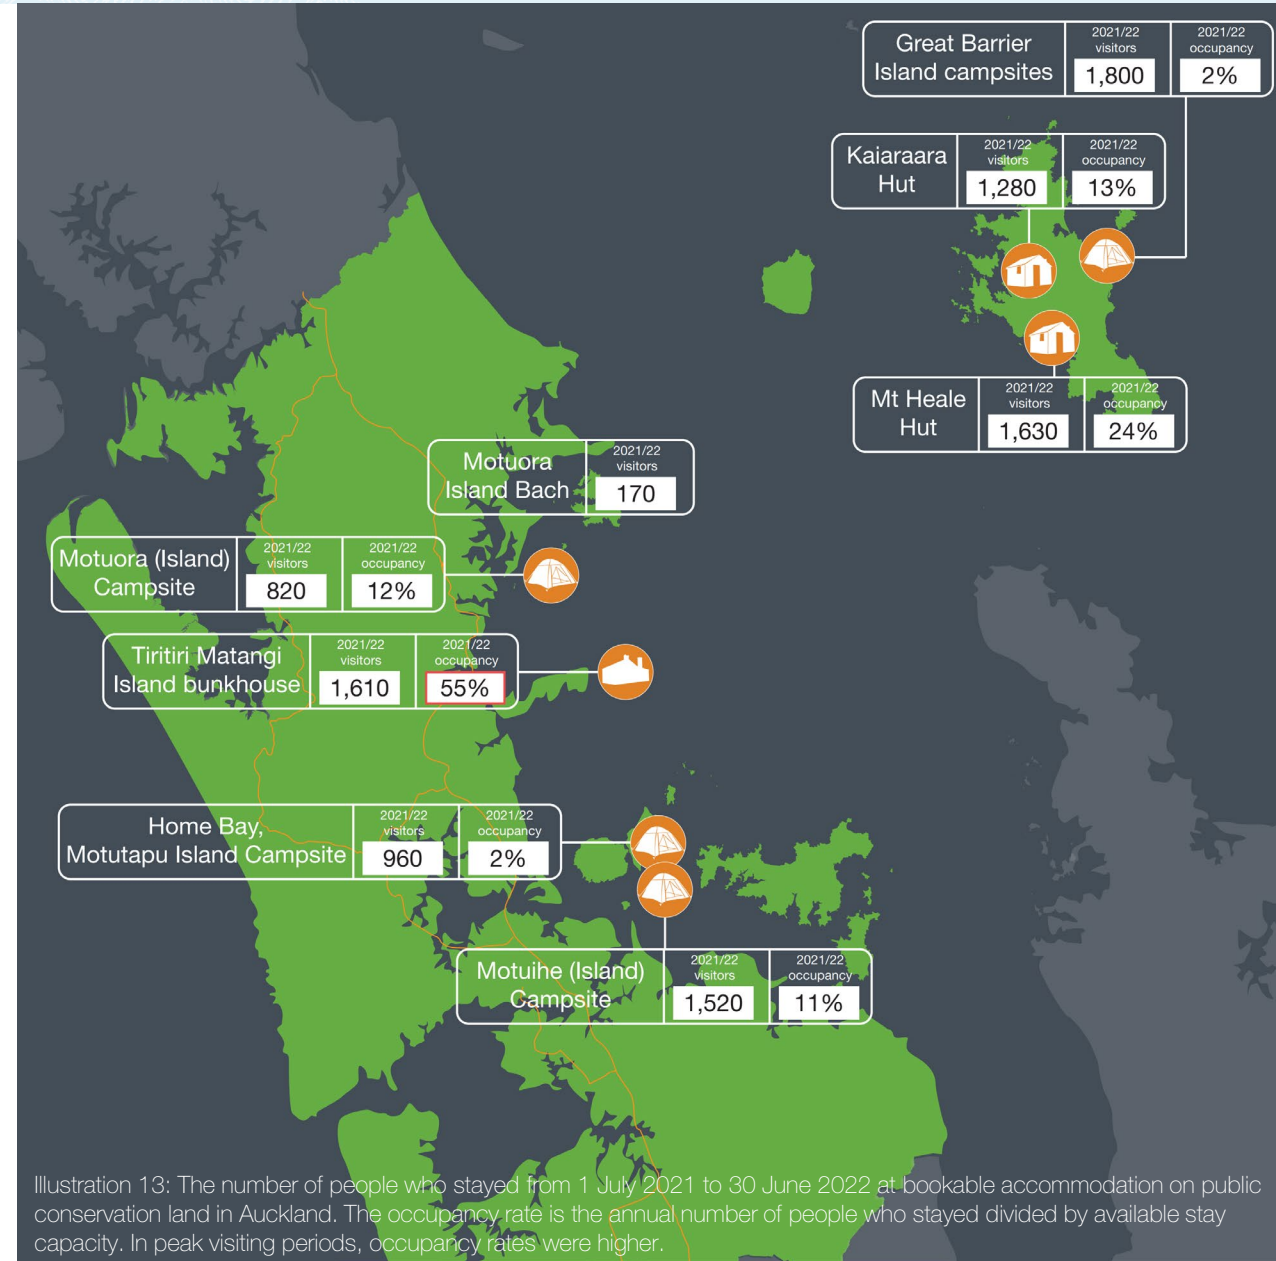 Great Barrier
Island campsites
2021/22
visitors
1,800
2021/22
occupancy
2%
Kaiaraara
Hut
2021/22
visitors
1,280
2021/22
occupancy
13%
Mt Heale
Hut
2021/22
visitors
1,630
2021/22
occupancy
24%
Motuora
Island Bach
2021/22
visitors
170
Motuora (Island)
Campsite
2021/22
visitors
820
2021/22
occupancy
12%
Tiritiri Matangi
Island bunkhouse
2021/22
visitors
1,610
2021/22
occupancy
55%
Home Bay,
Motutapu Island Campsite
2021/22
visitors
960
2021/22
occupancy
2%
Motuihe (Island)
Campsite
2021/22
visitors
1,520
2021/22
occupancy
11%
Illustration 13: The number of people who stayed from 1 July 2021 to 30 June 2022 at bookable accommodation on public
conservation land in Auckland. The occupancy rate is the annual number of people who stayed divided by available stay
capacity. In peak visiting periods, occupancy rates were higher.